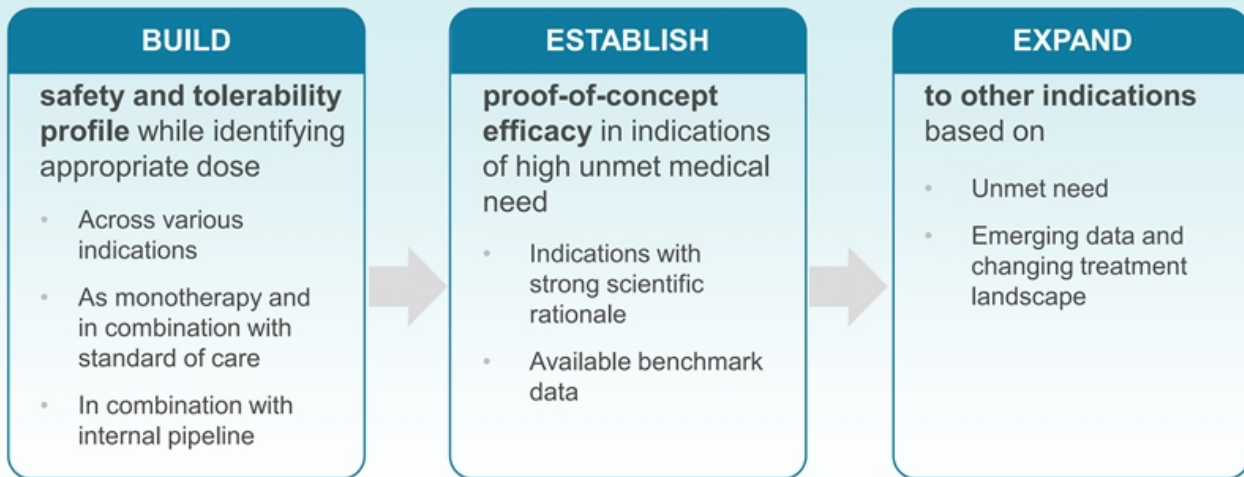 BUILD
safety and tolerability
profile while identifying
appropriate dose
• Across various
indications
• As monotherapy and
in combination with
standard of care
• In combination with
internal pipeline
ESTABLISH
proof-of-concept
efficacy in indications
of high unmet medical
need
• Indications with
strong scientific
rationale
• Available benchmark
data
EXPAND
to other indications
based on
• Unmet need
• Emerging data and
changing treatment
landscape